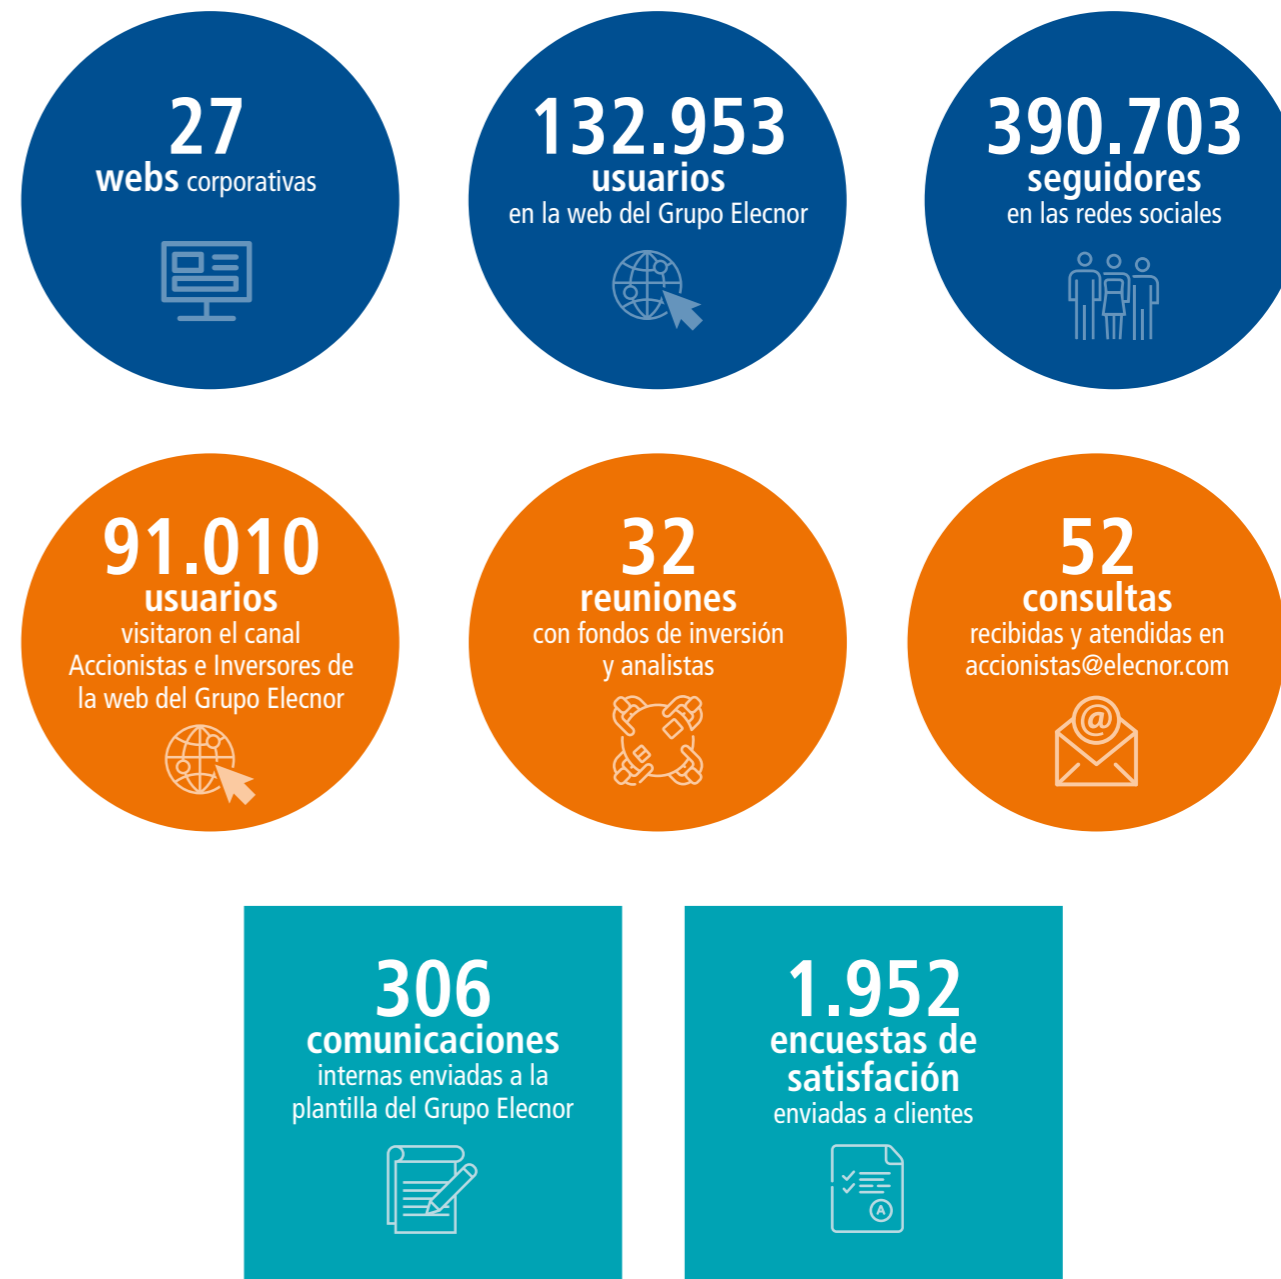 27
webs corporativas
132.953
usuarios
en la web del Grupo Elecnor
390.703
seguidores
en las redes sociales
91.010
usuarios
visitaron el canal
Accionistas e Inversores de
la web del Grupo Elecnor
32
reuniones
con fondos de inversión
y analistas
52
consultas
recibidas y atendidas en
accionistas@elecnor.com
@
306
comunicaciones
internas enviadas a la
plantilla del Grupo Elecnor
1.952
encuestas de
satisfación
enviadas a clientes
A